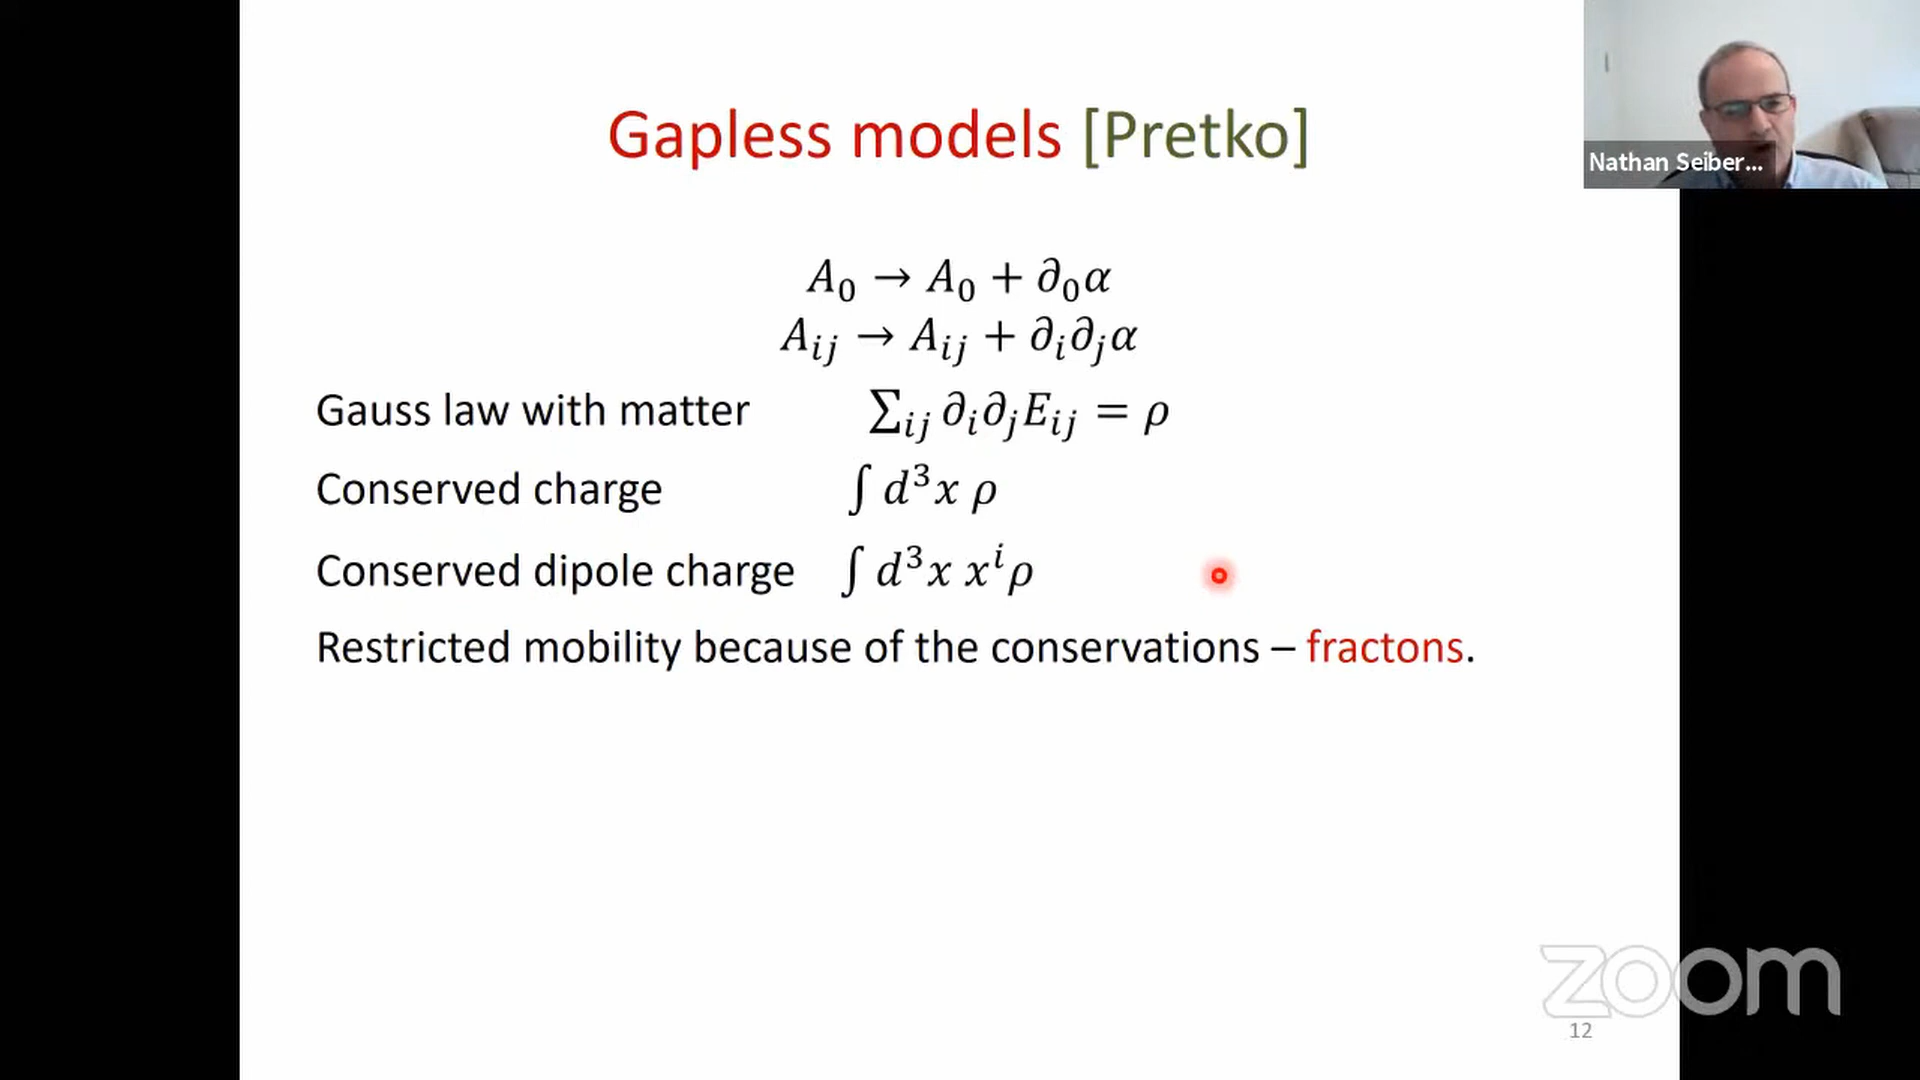 Gapless models [Pretko]
Nathan Seiber...
A₀ → A₀ + ∂₀α
Aᵢⱼ → Aᵢⱼ + ∂ᵢ∂ⱼα
Gauss law with matter ∑ᵢⱼ ∂ᵢ∂ⱼEᵢⱼ = ρ
Conserved charge ∫ d³x ρ
Conserved dipole charge ∫ d³x xⁱρ
Restricted mobility because of the conservations – fractons.
zoom
12